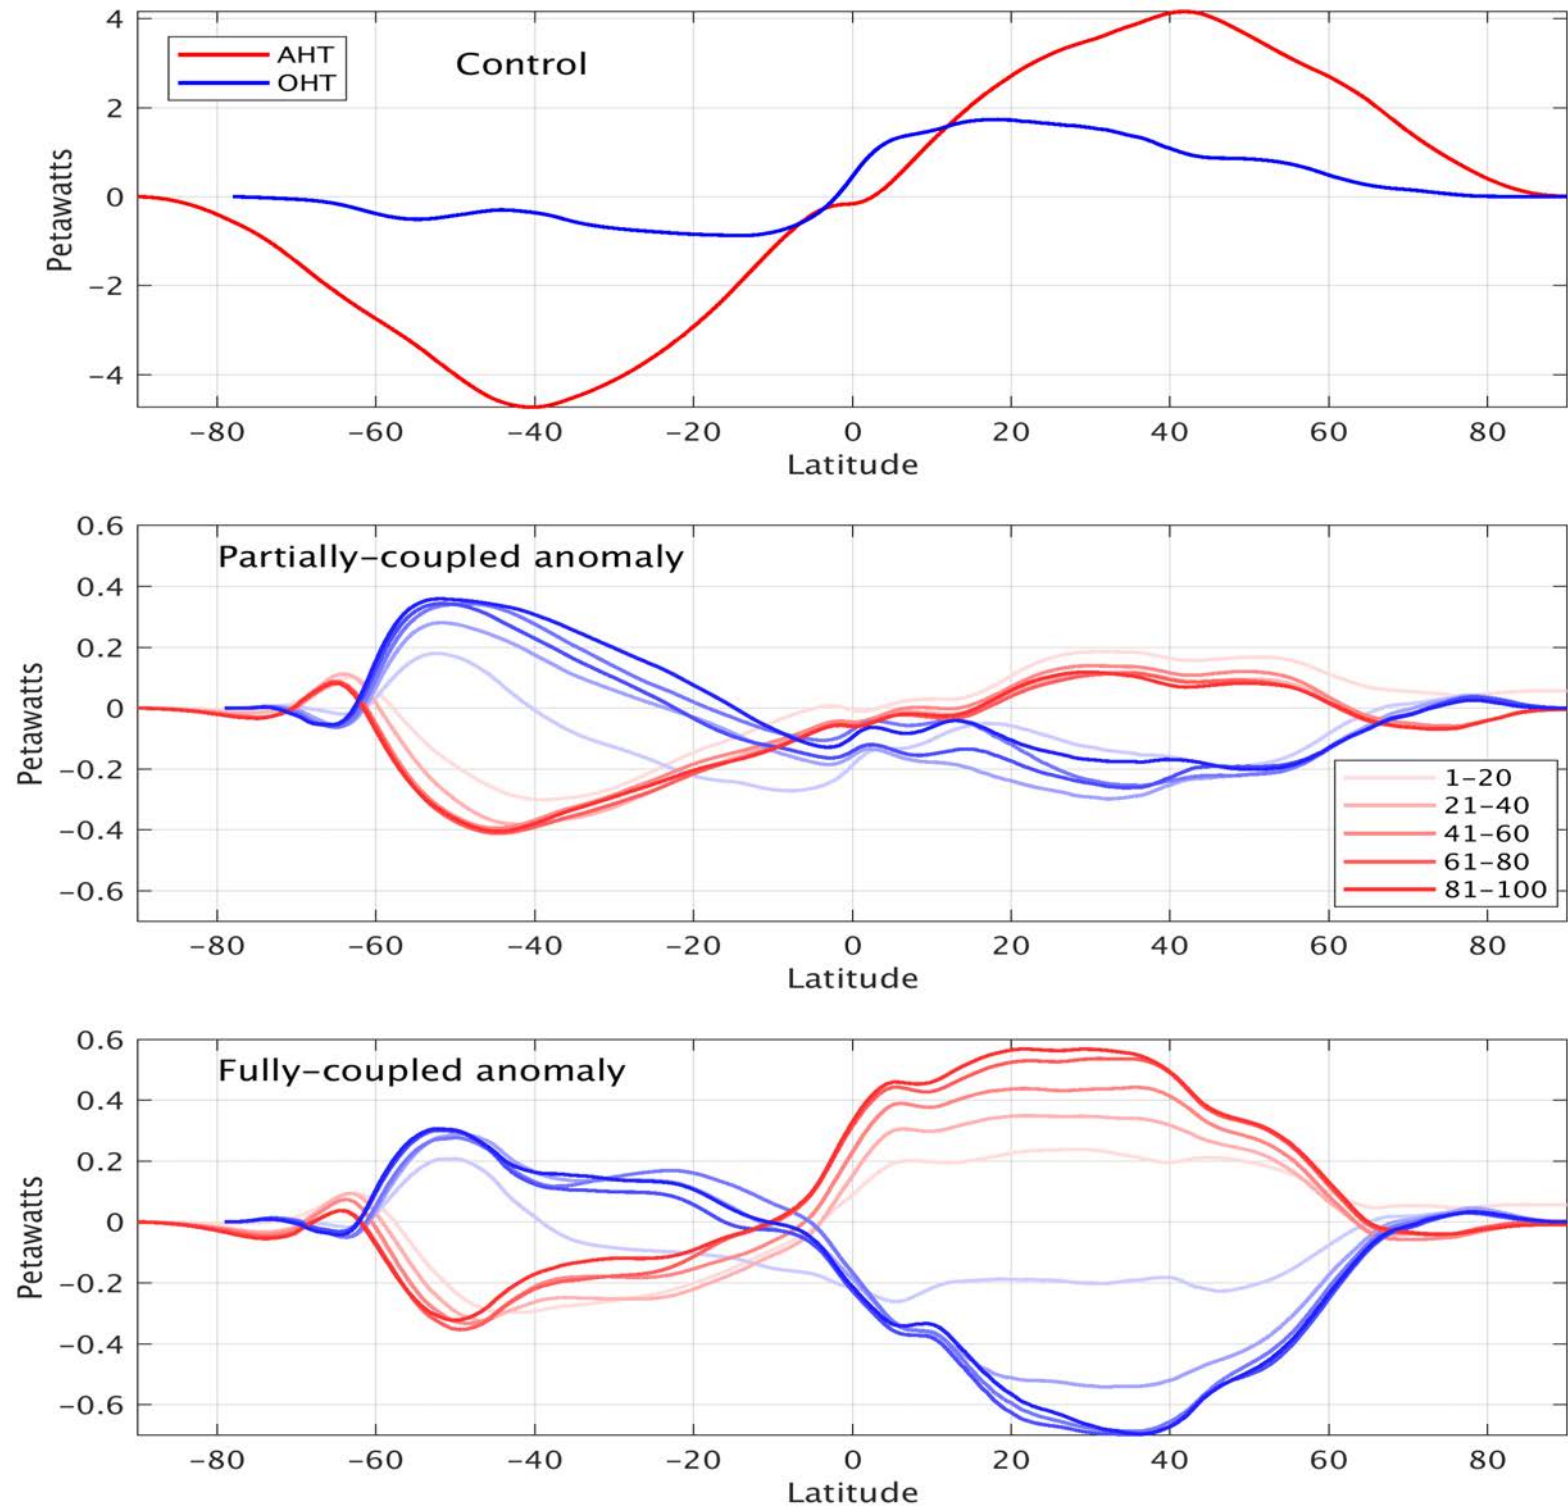 Control
AHT
OHT
Petawatts
4
2
0
−2
−4
−80 −60 −40 −20 0 20 40 60 80
Latitude
Partially−coupled anomaly
Petawatts
0.6
0.4
0.2
0
−0.2
−0.4
−0.6
1−20
21−40
41−60
61−80
81−100
−80 −60 −40 −20 0 20 40 60 80
Latitude
Fully−coupled anomaly
Petawatts
0.6
0.4
0.2
0
−0.2
−0.4
−0.6
−80 −60 −40 −20 0 20 40 60 80
Latitude